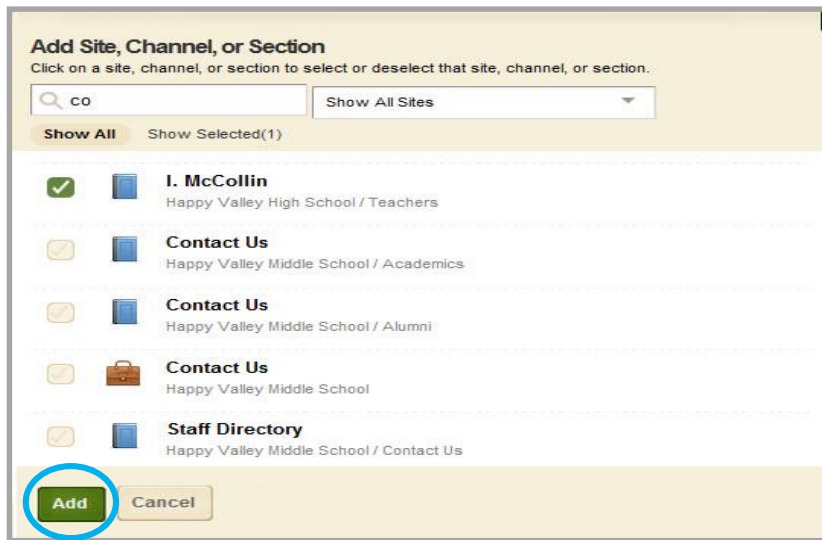 Add Site, Channel, or Section
Click on a site, channel, or section to select or deselect that site, channel, or section.
co
Show All Sites
Show All Show Selected(1)
I. McCollin
Happy Valley High School / Teachers
Contact Us
Happy Valley Middle School / Academics
Contact Us
Happy Valley Middle School / Alumni
Contact Us
Happy Valley Middle School
Staff Directory
Happy Valley Middle School / Contact Us
Add Cancel